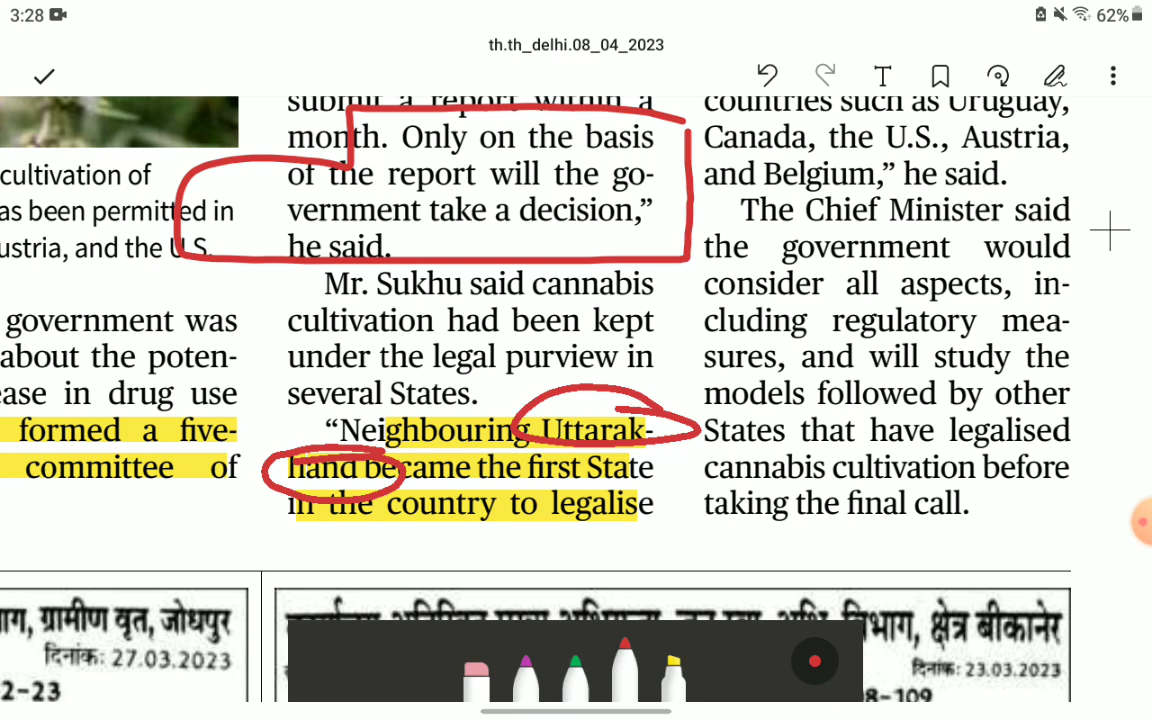 3:28
62%
th.th_delhi.08_04_2023
cultivation of
as been permitted in
ustria, and the U.S.
government was
about the poten-
ease in drug use
formed a five-
committee of
submit a report within a
month. Only on the basis
of the report will the go-
vernment take a decision,”
he said.
Mr. Sukhu said cannabis
cultivation had been kept
under the legal purview in
several States.
“Neighbouring Uttarak-
hand became the first State
in the country to legalise
countries such as Uruguay,
Canada, the U.S., Austria,
and Belgium,” he said.
The Chief Minister said
the government would
consider all aspects, in-
cluding regulatory mea-
sures, and will study the
models followed by other
States that have legalised
cannabis cultivation before
taking the final call.
ग्रामीण वृत, जोधपुर
दिनांक: 27.03.2023
2-23
विभाग, क्षेत्र बीकानेर
दिनांक: 23.03.2023
8-109